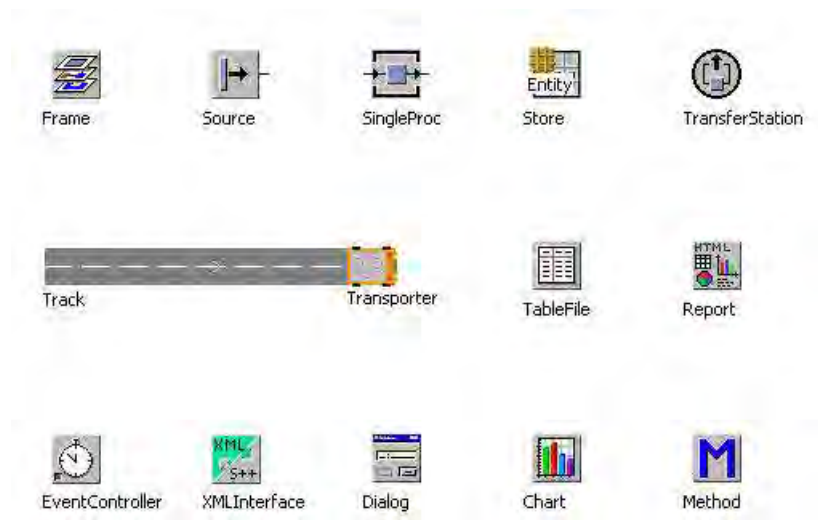 Frame
Source
SingleProc
Entity
Store
TransferStation
Track
Transporter
TableFile
HTML
Report
EventController
XML
S++
XMLInterface
Dialog
Chart
M
Method